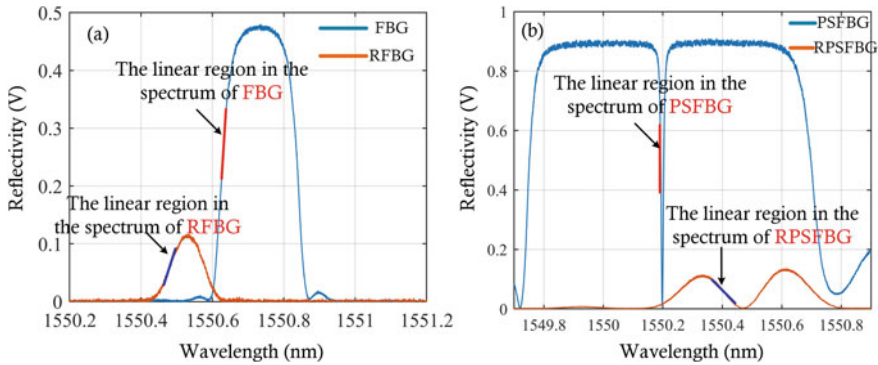 (a)
FBG
RFBG
The linear region in the
spectrum of FBG
The linear region in
the spectrum of RFBG
Reflectivity (V)
0.5
0.4
0.3
0.2
0.1
0
1550.2
1550.4
1550.6
1550.8
1551
1551.2
Wavelength (nm)
(b)
PSFBG
RPSFBG
The linear region in the
spectrum of PSFBG
The linear region in the
spectrum of RPSFBG
Reflectivity (V)
1
0.8
0.6
0.4
0.2
0
1549.8
1550
1550.2
1550.4
1550.6
1550.8
Wavelength (nm)